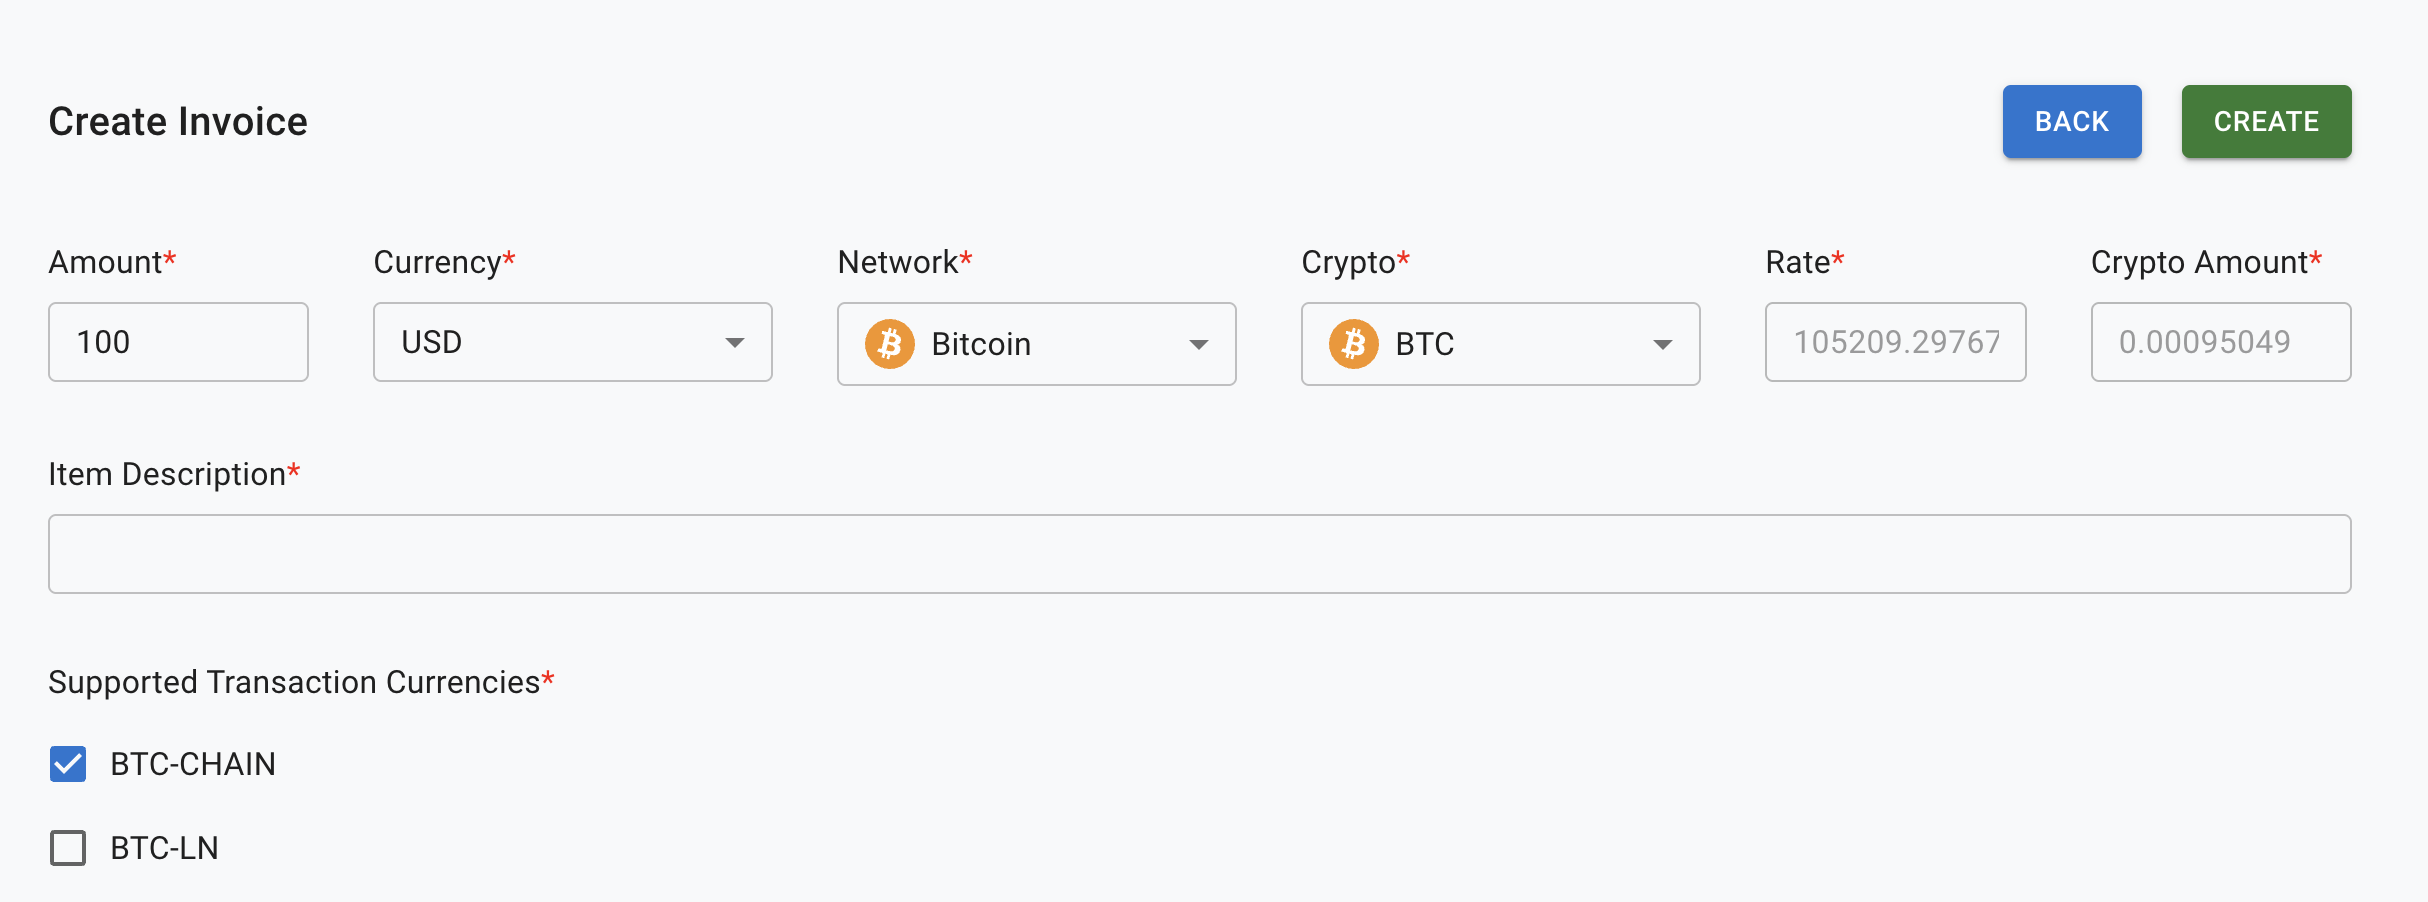 Create Invoice
BACK
CREATE
Amount*
Currency*
Network*
Crypto*
Rate*
Crypto Amount*
100
USD
Bitcoin
BTC
105209.29767
0.00095049
Item Description*
Supported Transaction Currencies*
BTC-CHAIN
BTC-LN